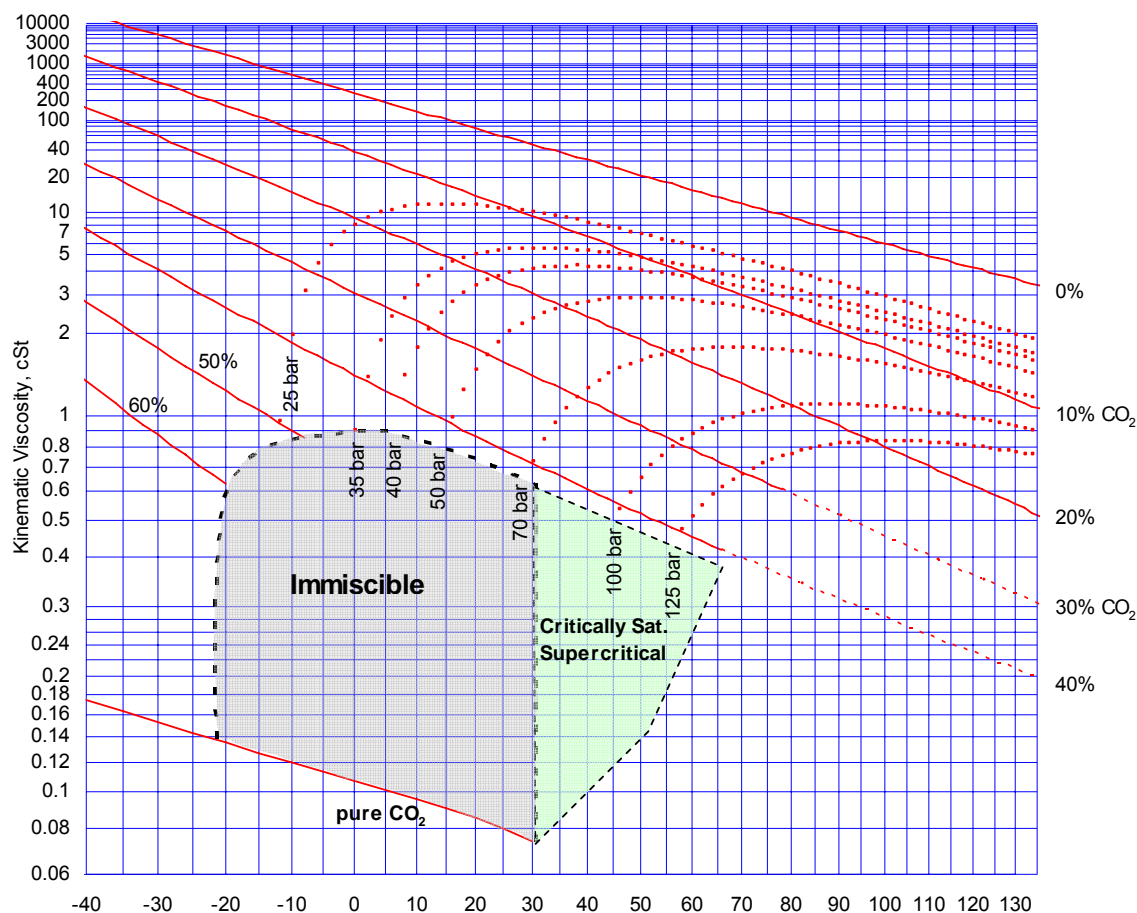 10000
3000
1000
400
200
100
40
20
10
7
5
3
2
1
0.8
0.7
0.6
0.5
0.4
0.3
0.24
0.2
0.18
0.16
0.14
0.12
0.1
0.08
0.06
Kinematic Viscosity, cSt
50%
60%
25 bar
35 bar
40 bar
50 bar
70 bar
100 bar
125 bar
Immiscible
Critically Sat.
Supercritical
pure CO₂
0%
10% CO₂
20%
30% CO₂
40%
-40 -30 -20 -10 0 10 20 30 40 50 60 70 80 90 100 110 120 130